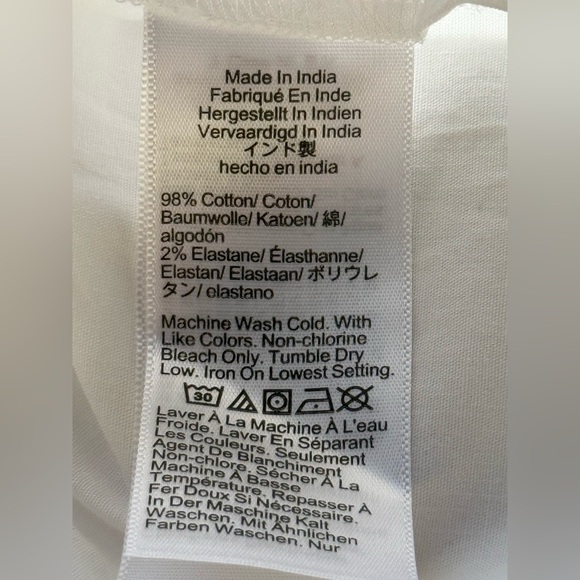 Made In India
Fabriqué En Inde
Hergestellt In Indien
Vervaardigd In India
インド製
hecho en india
98% Cotton/ Coton/
Baumwolle/ Katoen/ 綿/
algodón
2% Elastane/ Élasthanne/
Elastan/ Elastaan/ ポリウレ
タン/ elastano
Machine Wash Cold. With
Like Colors. Non-chlorine
Bleach Only. Tumble Dry
Low. Iron On Lowest Setting.
30
Laver À La Machine À L'eau
Froide. Laver En Séparant
Les Couleurs. Seulement
Agent De Blanchiment
Non-chlore. Sécher À La
Machine À Basse
Température. Repasser À
Fer Doux Si Nécessaire.
In Der Maschine Kalt
Waschen. Mit Ähnlichen
Farben Waschen. Nur